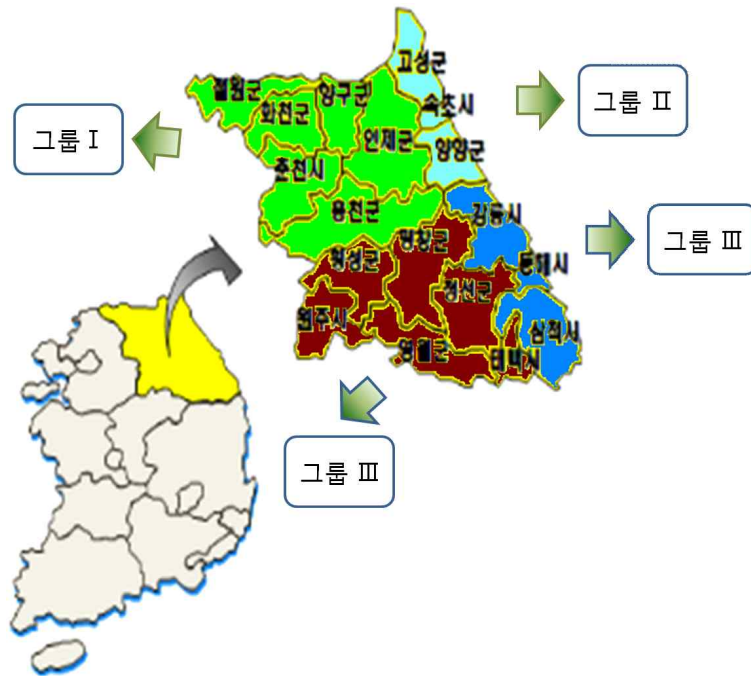 고성군
철원군
양구군
속초시
그룹 Ⅱ
화천군
그룹 Ⅰ
인제군
양양군
춘천시
홍천군
강릉시
평창군
그룹 Ⅲ
횡성군
동해시
정선군
원주시
삼척시
영월군
태백시
그룹 Ⅲ